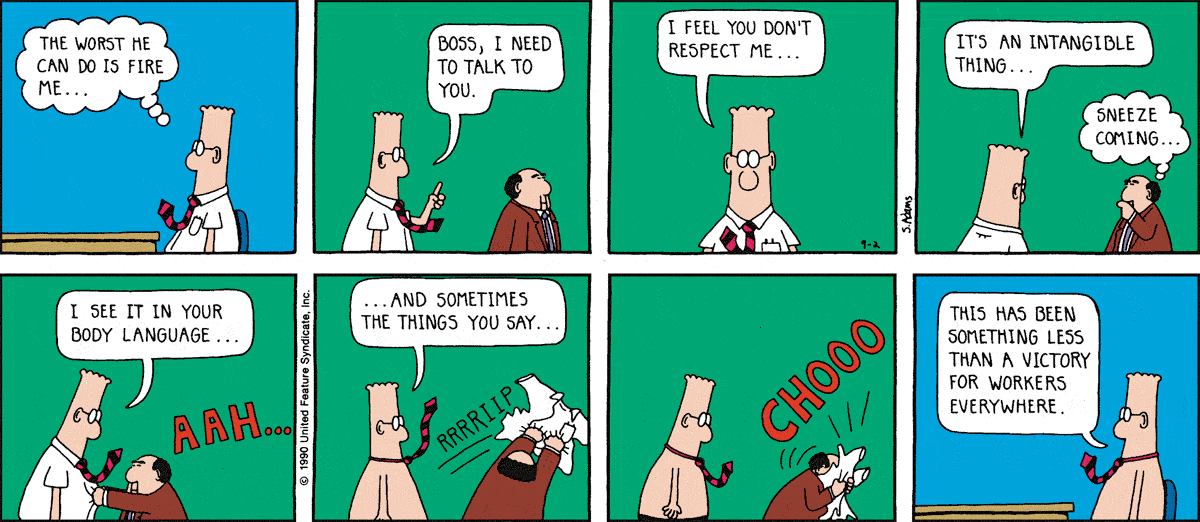 THE WORST HE
CAN DO IS FIRE
ME...
BOSS, I NEED
TO TALK TO
YOU.
I FEEL YOU DON'T
RESPECT ME...
9-2
S.Adams
IT'S AN INTANGIBLE
THING...
SNEEZE
COMING...
I SEE IT IN YOUR
BODY LANGUAGE...
AAH...
© 1990 United Feature Syndicate, Inc.
...AND SOMETIMES
THE THINGS YOU SAY...
RRRRIIP
CHOOO
THIS HAS BEEN
SOMETHING LESS
THAN A VICTORY
FOR WORKERS
EVERYWHERE.